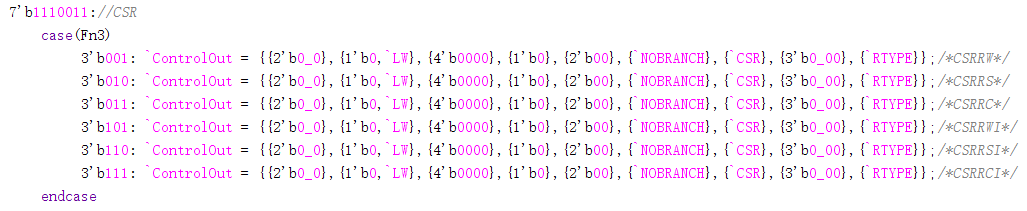 7'b1110011://CSR
case(Fn3)
3'b001: `ControlOut = {{2'b0_0},{1'b0,`LW},{4'b0000},{1'b0},{2'b00},{`NOBRANCH},{`CSR},{3'b0_00},{`RTYPE}};/*CSRRW*/
3'b010: `ControlOut = {{2'b0_0},{1'b0,`LW},{4'b0000},{1'b0},{2'b00},{`NOBRANCH},{`CSR},{3'b0_00},{`RTYPE}};/*CSRRS*/
3'b011: `ControlOut = {{2'b0_0},{1'b0,`LW},{4'b0000},{1'b0},{2'b00},{`NOBRANCH},{`CSR},{3'b0_00},{`RTYPE}};/*CSRRC*/
3'b101: `ControlOut = {{2'b0_0},{1'b0,`LW},{4'b0000},{1'b0},{2'b00},{`NOBRANCH},{`CSR},{3'b0_00},{`RTYPE}};/*CSRRWI*/
3'b110: `ControlOut = {{2'b0_0},{1'b0,`LW},{4'b0000},{1'b0},{2'b00},{`NOBRANCH},{`CSR},{3'b0_00},{`RTYPE}};/*CSRRSI*/
3'b111: `ControlOut = {{2'b0_0},{1'b0,`LW},{4'b0000},{1'b0},{2'b00},{`NOBRANCH},{`CSR},{3'b0_00},{`RTYPE}};/*CSRRCI*/
endcase